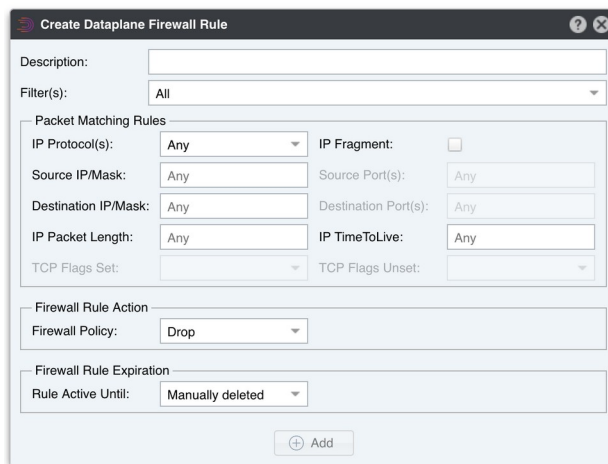 Create Dataplane Firewall Rule
Description:
Filter(s): All
Packet Matching Rules
IP Protocol(s): Any IP Fragment:
Source IP/Mask: Any Source Port(s): Any
Destination IP/Mask: Any Destination Port(s): Any
IP Packet Length: Any IP TimeToLive: Any
TCP Flags Set: TCP Flags Unset:
Firewall Rule Action
Firewall Policy: Drop
Firewall Rule Expiration
Rule Active Until: Manually deleted
Add